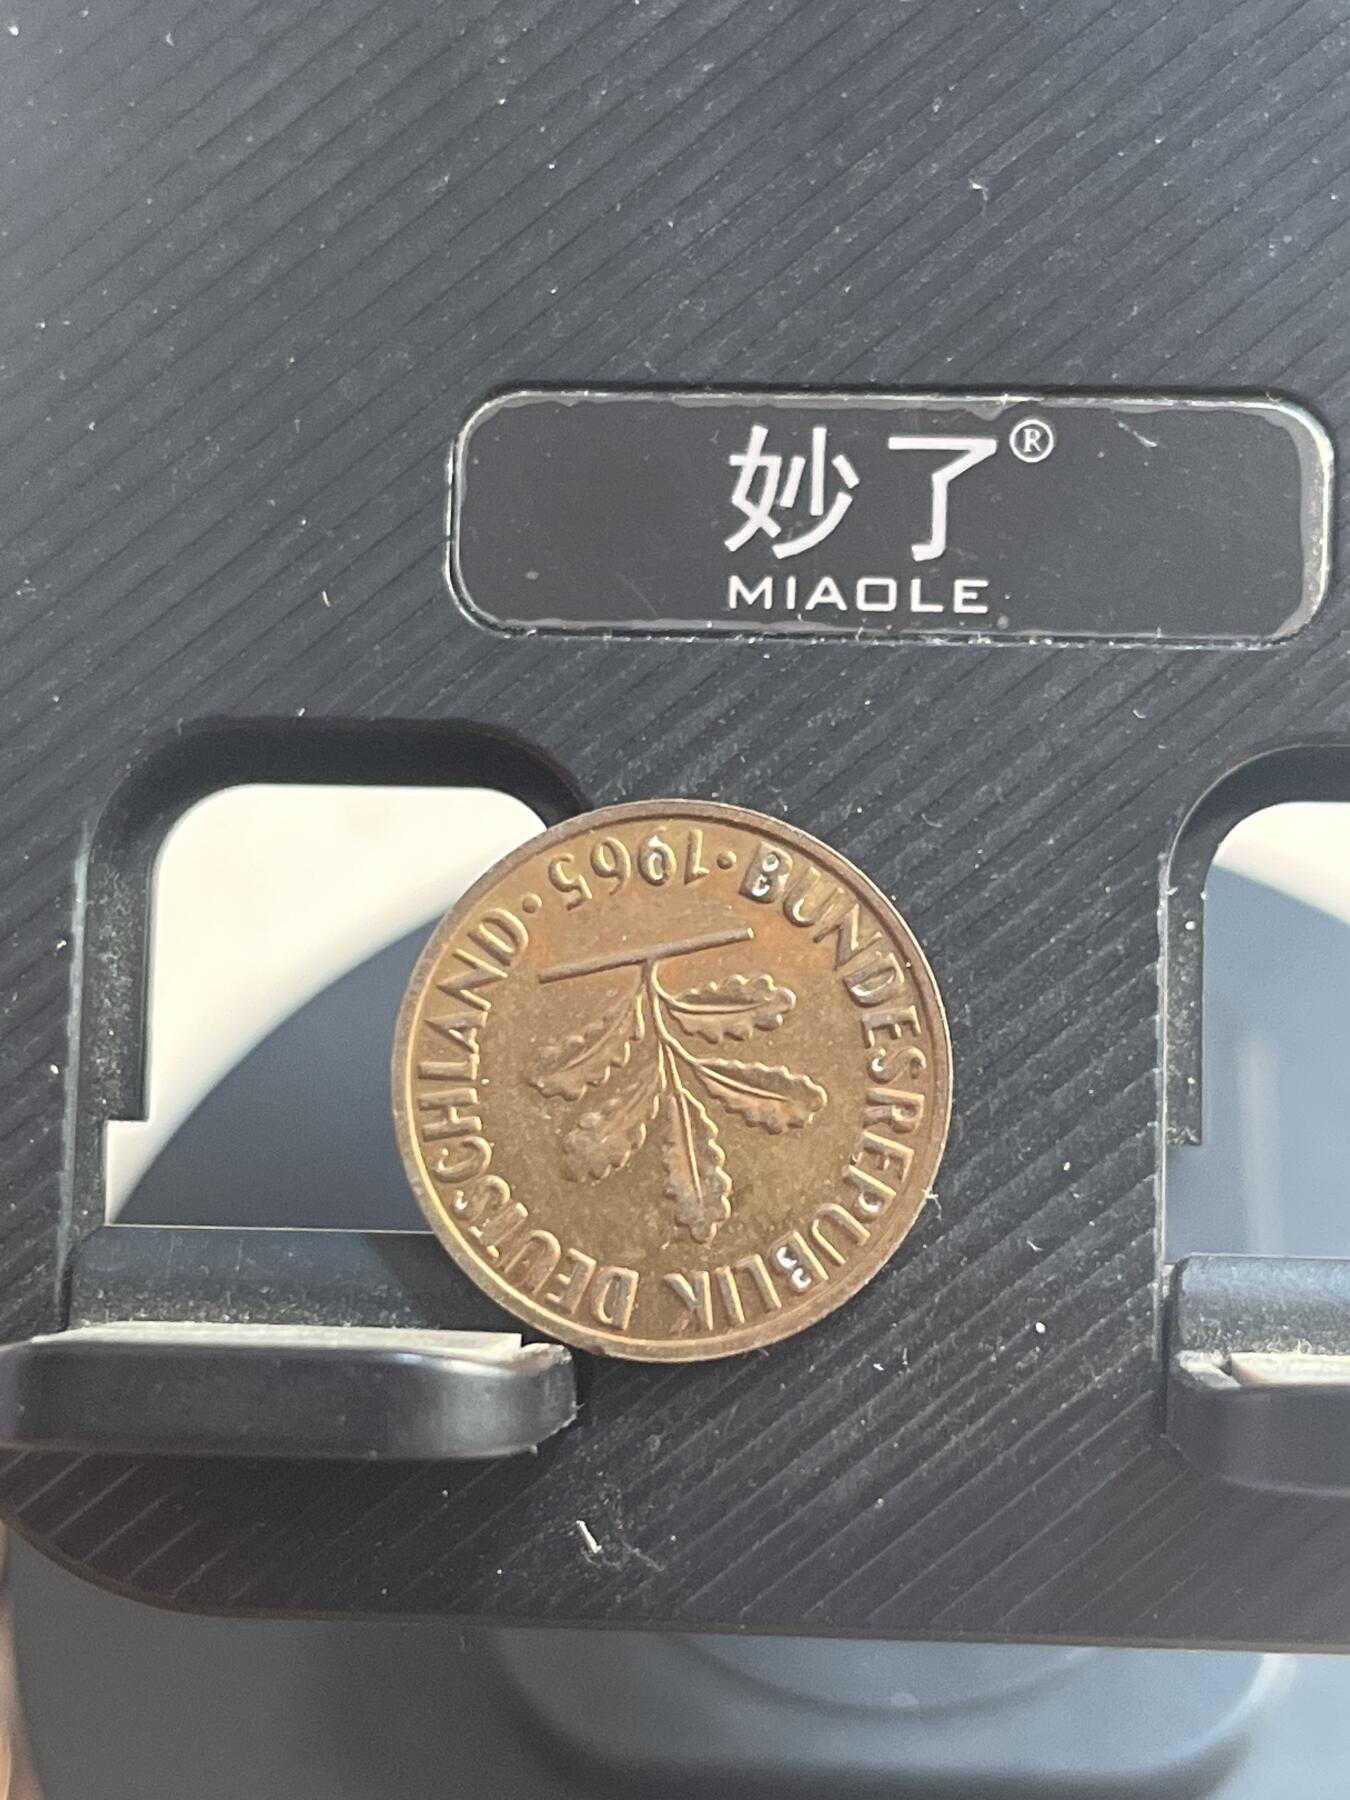 妙了®
MIAOLE
BUNDESREPUBLIK DEUTSCHLAND · 1965 ·